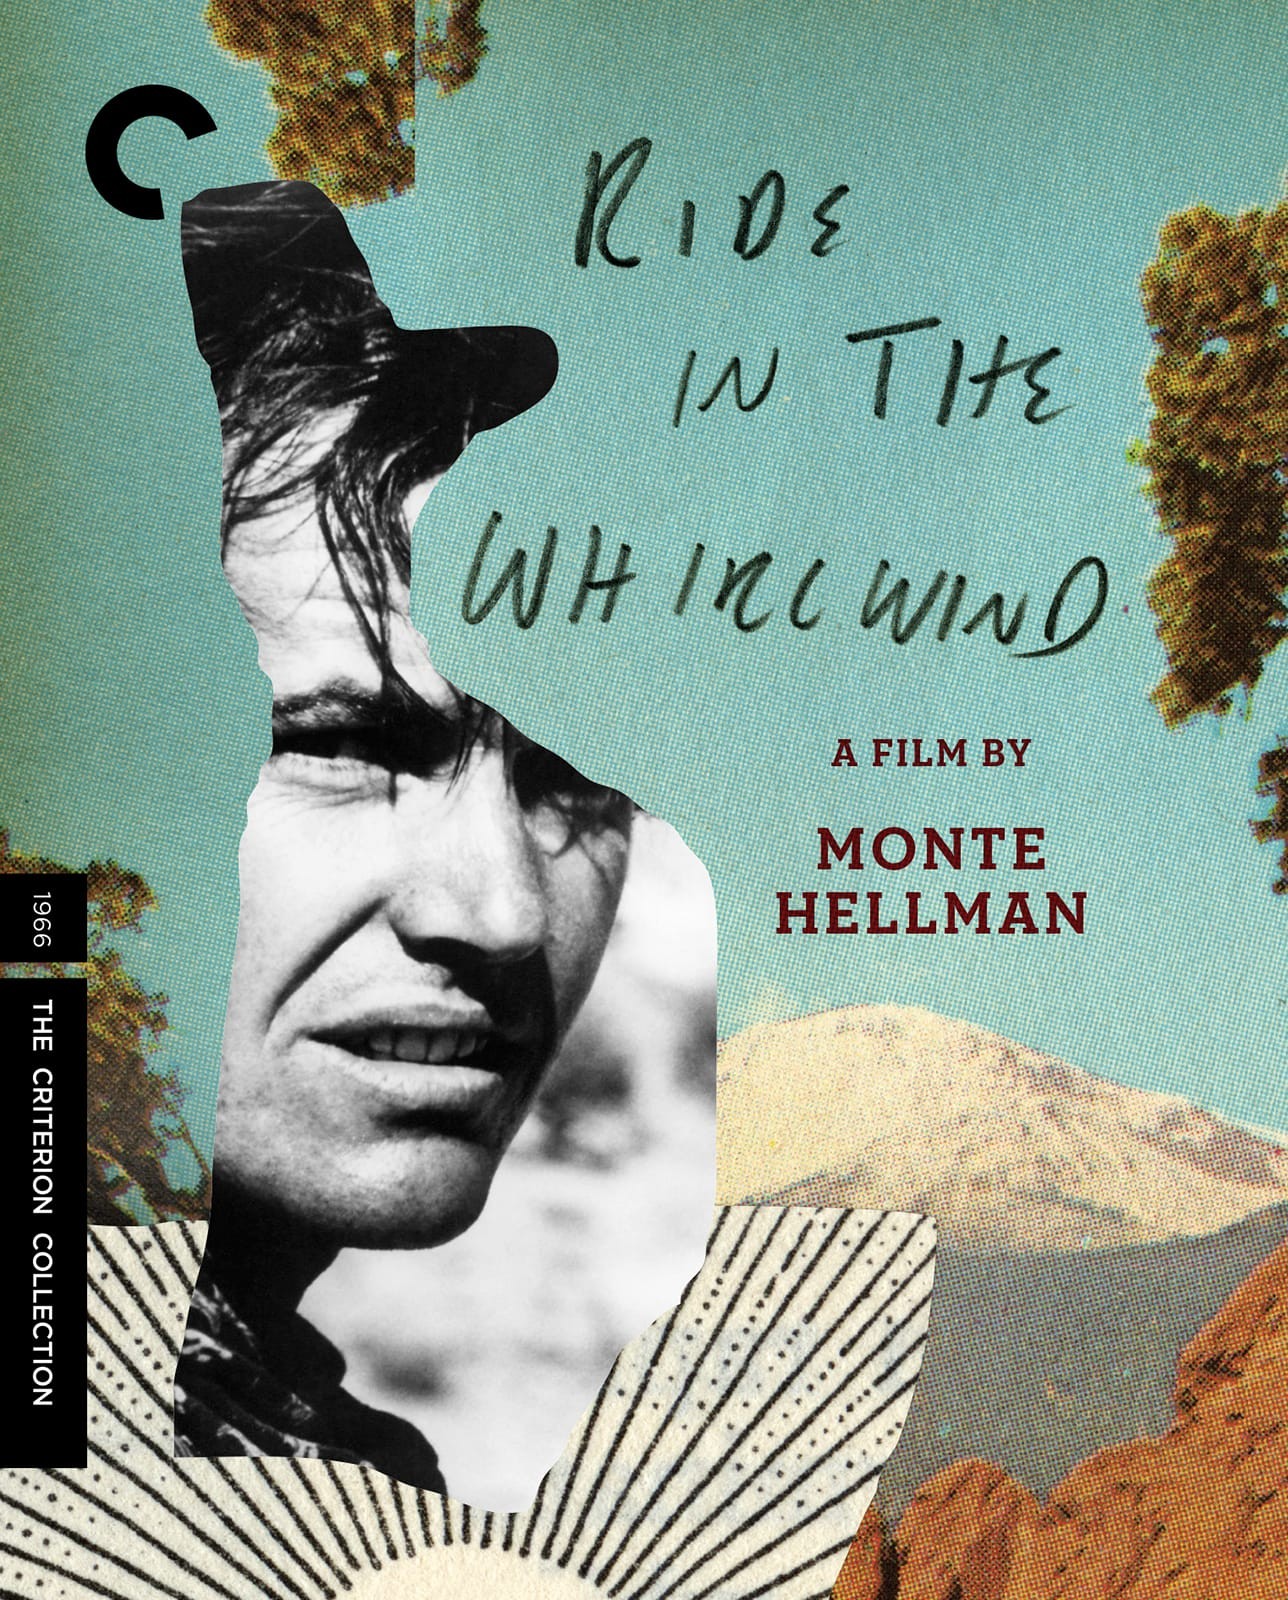 RIDE
IN THE
WHIRLWIND
A FILM BY
MONTE
HELLMAN
1966
THE CRITERION COLLECTION